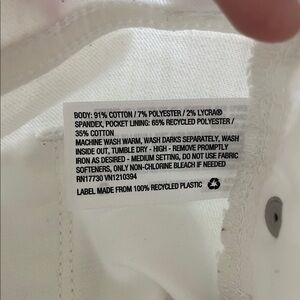 BODY: 91% COTTON / 7% POLYESTER / 2% LYCRA®
SPANDEX, POCKET LINING: 65% RECYCLED POLYESTER /
35% COTTON
MACHINE WASH WARM, WASH DARKS SEPARATELY, WASH
INSIDE OUT, TUMBLE DRY - HIGH - REMOVE PROMPTLY
IRON AS DESIRED - MEDIUM SETTING, DO NOT USE FABRIC
SOFTENERS, ONLY NON-CHLORINE BLEACH IF NEEDED
RN17730 VN1210394
LABEL MADE FROM 100% RECYCLED PLASTIC